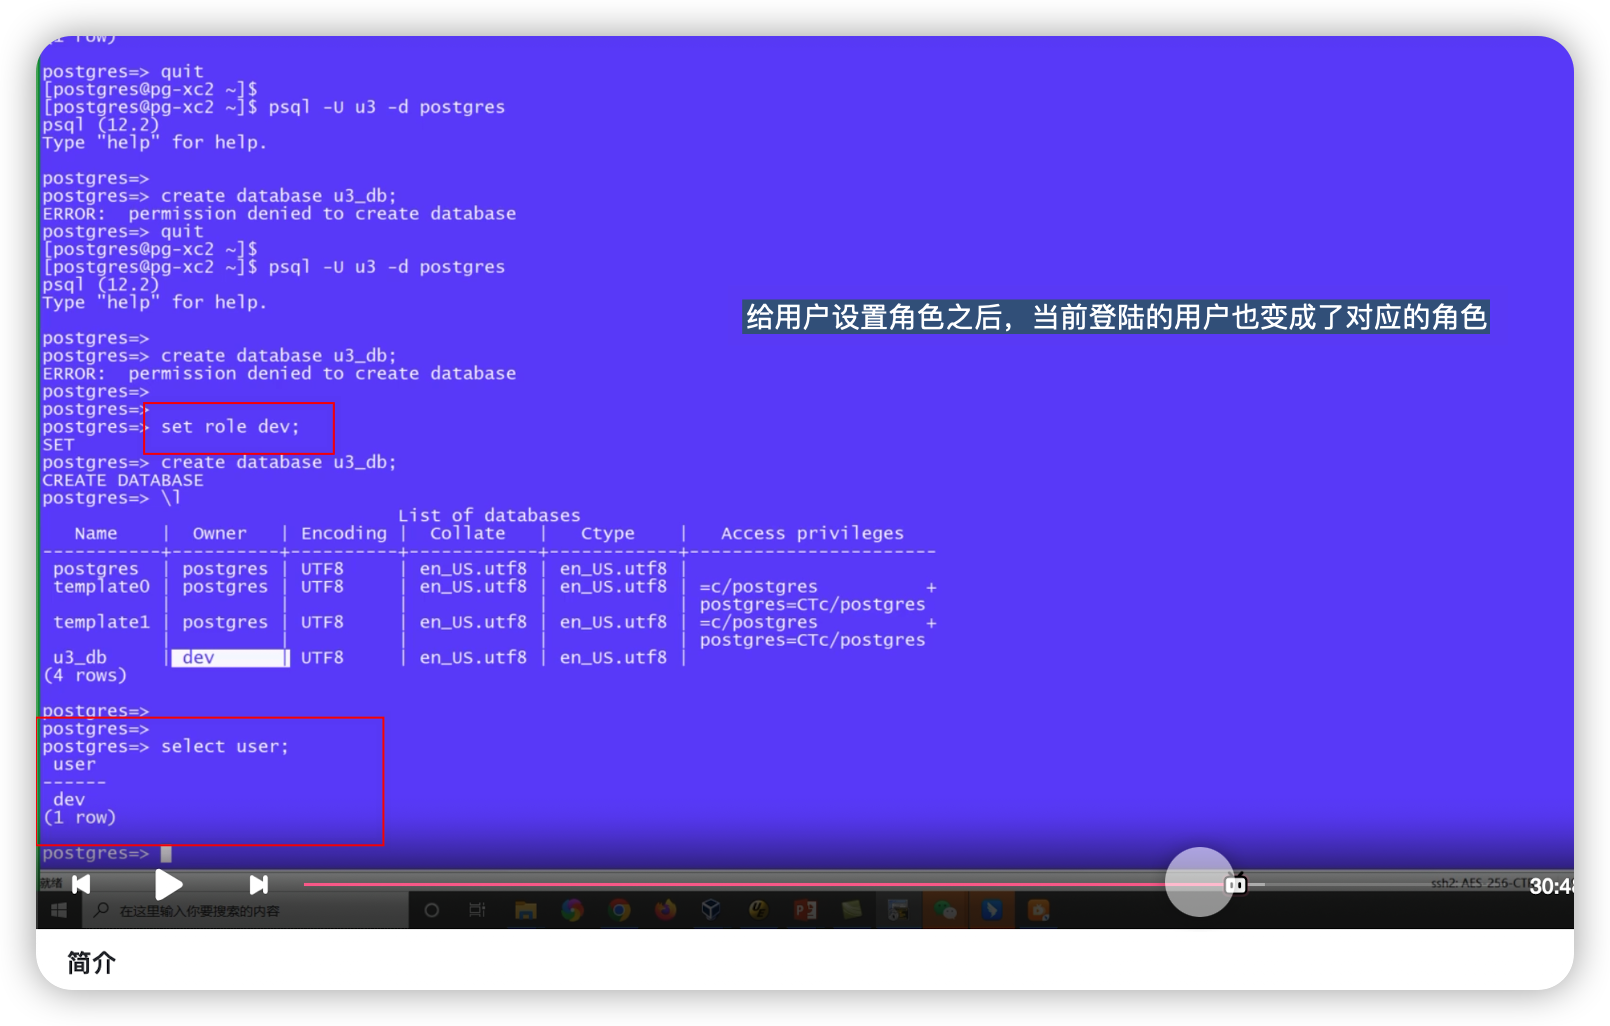 (1 row)
postgres=> quit
[postgres@pg-xc2 ~]$
[postgres@pg-xc2 ~]$ psql -U u3 -d postgres
psql (12.2)
Type "help" for help.
postgres=>
postgres=> create database u3_db;
ERROR:  permission denied to create database
postgres=> quit
[postgres@pg-xc2 ~]$
[postgres@pg-xc2 ~]$ psql -U u3 -d postgres
psql (12.2)
Type "help" for help.
给用户设置角色之后，当前登陆的用户也变成了对应的角色
postgres=>
postgres=> create database u3_db;
ERROR:  permission denied to create database
postgres=>
postgres=>
postgres=> set role dev;
SET
postgres=> create database u3_db;
CREATE DATABASE
postgres=> \l
List of databases
Name | Owner | Encoding | Collate | Ctype | Access privileges
-----------+----------+----------+------------+------------+-----------------------
postgres | postgres | UTF8 | en_US.utf8 | en_US.utf8 |
template0 | postgres | UTF8 | en_US.utf8 | en_US.utf8 | =c/postgres +
| | | | | postgres=CTc/postgres
template1 | postgres | UTF8 | en_US.utf8 | en_US.utf8 | =c/postgres +
| | | | | postgres=CTc/postgres
u3_db | dev | UTF8 | en_US.utf8 | en_US.utf8 |
(4 rows)
postgres=>
postgres=>
postgres=> select user;
user
------
dev
(1 row)
postgres=>
就绪
ssh2: AES-256-CT
30:48
在这里输入你要搜索的内容
简介